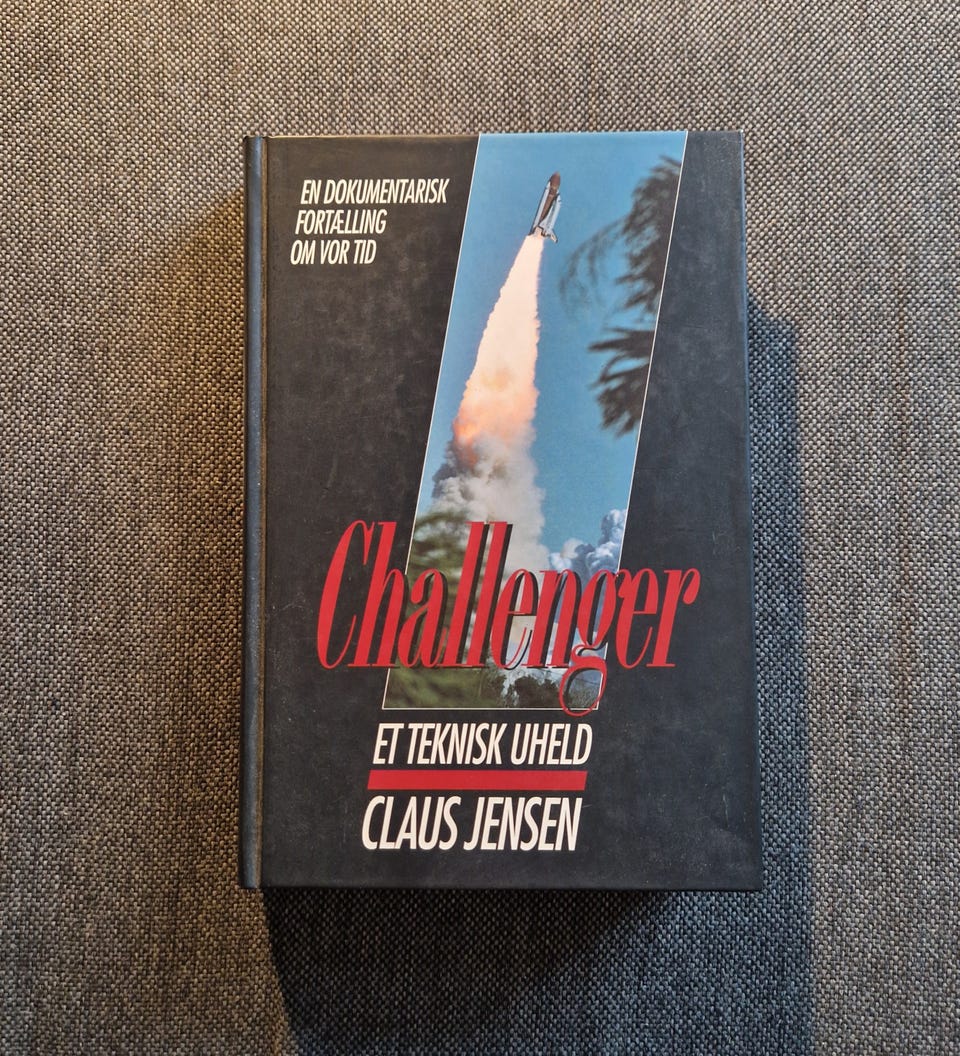 EN DOKUMENTARISK
FORTÆLLING
OM VOR TID
Challenger
ET TEKNISK UHELD
CLAUS JENSEN